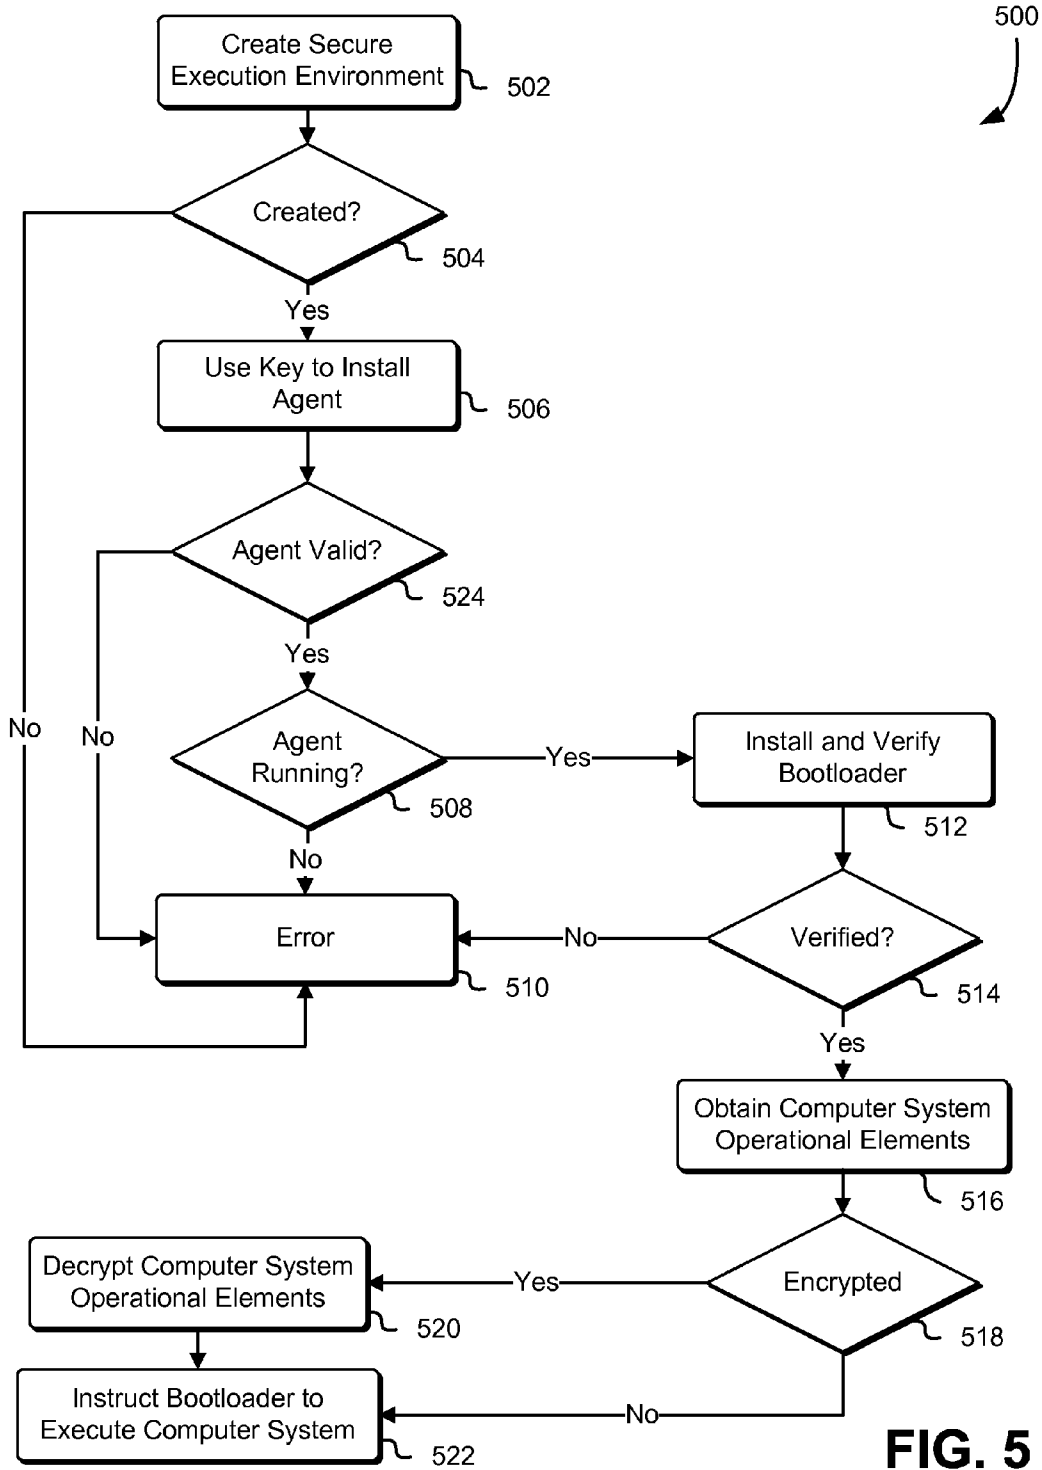 500
Create Secure
Execution Environment
502
Created?
504
Yes
Use Key to Install
Agent
506
Agent Valid?
524
Yes
No
No
Agent
Running?
508
Yes
Install and Verify
Bootloader
512
No
Error
510
No
Verified?
514
Yes
Obtain Computer System
Operational Elements
516
Encrypted
518
Yes
Decrypt Computer System
Operational Elements
520
No
Instruct Bootloader to
Execute Computer System
522
FIG. 5